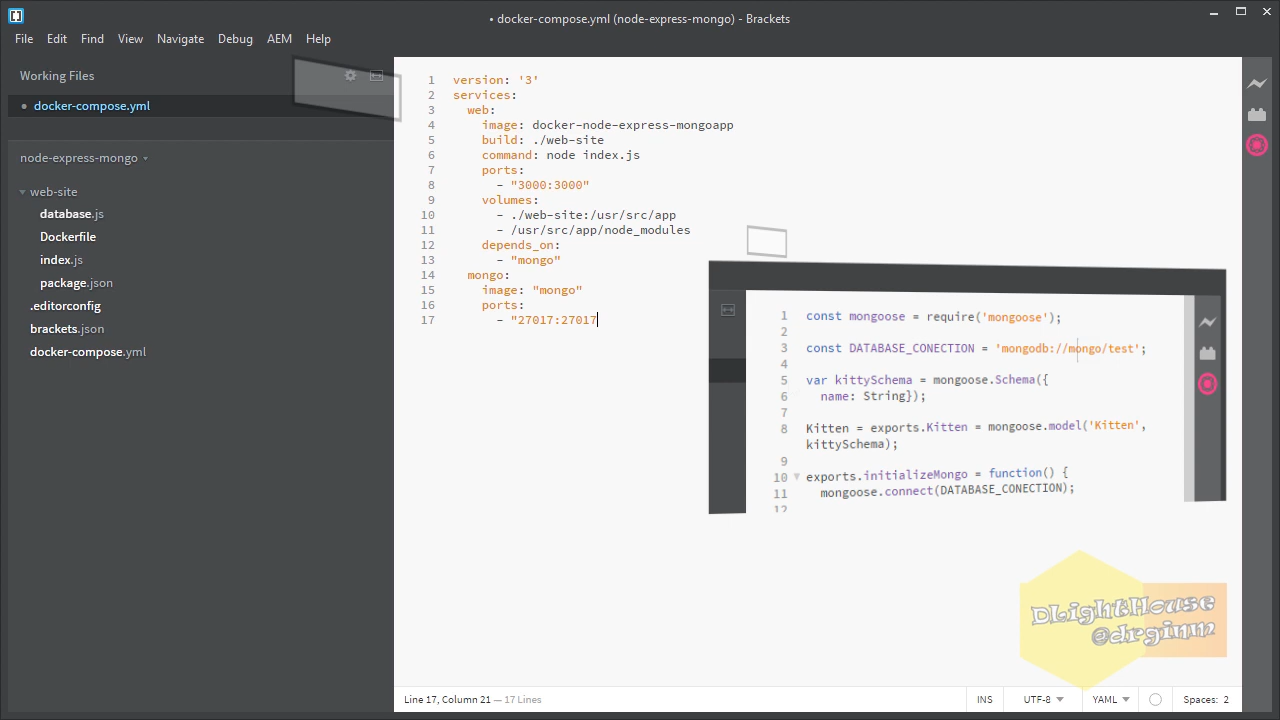 • docker-compose.yml (node-express-mongo) - Brackets
File Edit Find View Navigate Debug AEM Help
Working Files
• docker-compose.yml
node-express-mongo
web-site
database.js
Dockerfile
index.js
package.json
.editorconfig
brackets.json
docker-compose.yml
1 version: '3'
2 services:
3 web:
4 image: docker-node-express-mongoapp
5 build: ./web-site
6 command: node index.js
7 ports:
8 - "3000:3000"
9 volumes:
10 - ./web-site:/usr/src/app
11 - /usr/src/app/node_modules
12 depends_on:
13 - "mongo"
14 mongo:
15 image: "mongo"
16 ports:
17 - "27017:27017
1 const mongoose = require('mongoose');
2
3 const DATABASE_CONECTION = 'mongodb://mongo/test';
4
5 var kittySchema = mongoose.Schema({
6 name: String});
7
8 Kitten = exports.Kitten = mongoose.model('Kitten',
kittySchema);
9
10 exports.initializeMongo = function() {
11 mongoose.connect(DATABASE_CONECTION);
12
DLightHouse
@drginm
Line 17, Column 21 — 17 Lines
INS UTF-8 YAML Spaces: 2